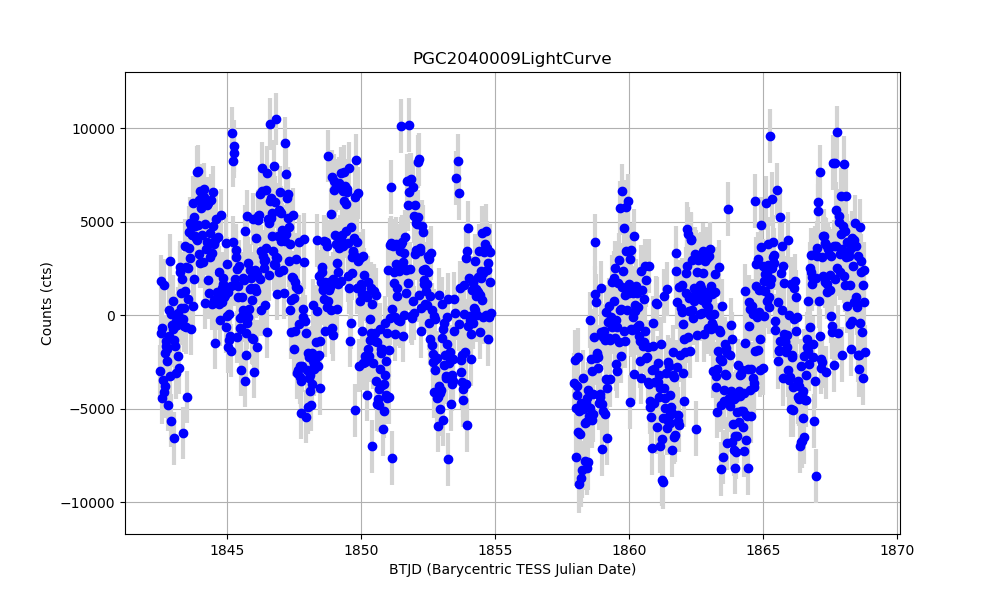 PGC2040009LightCurve
10000
5000
0
−5000
−10000
Counts (cts)
1845 1850 1855 1860 1865 1870
BTJD (Barycentric TESS Julian Date)